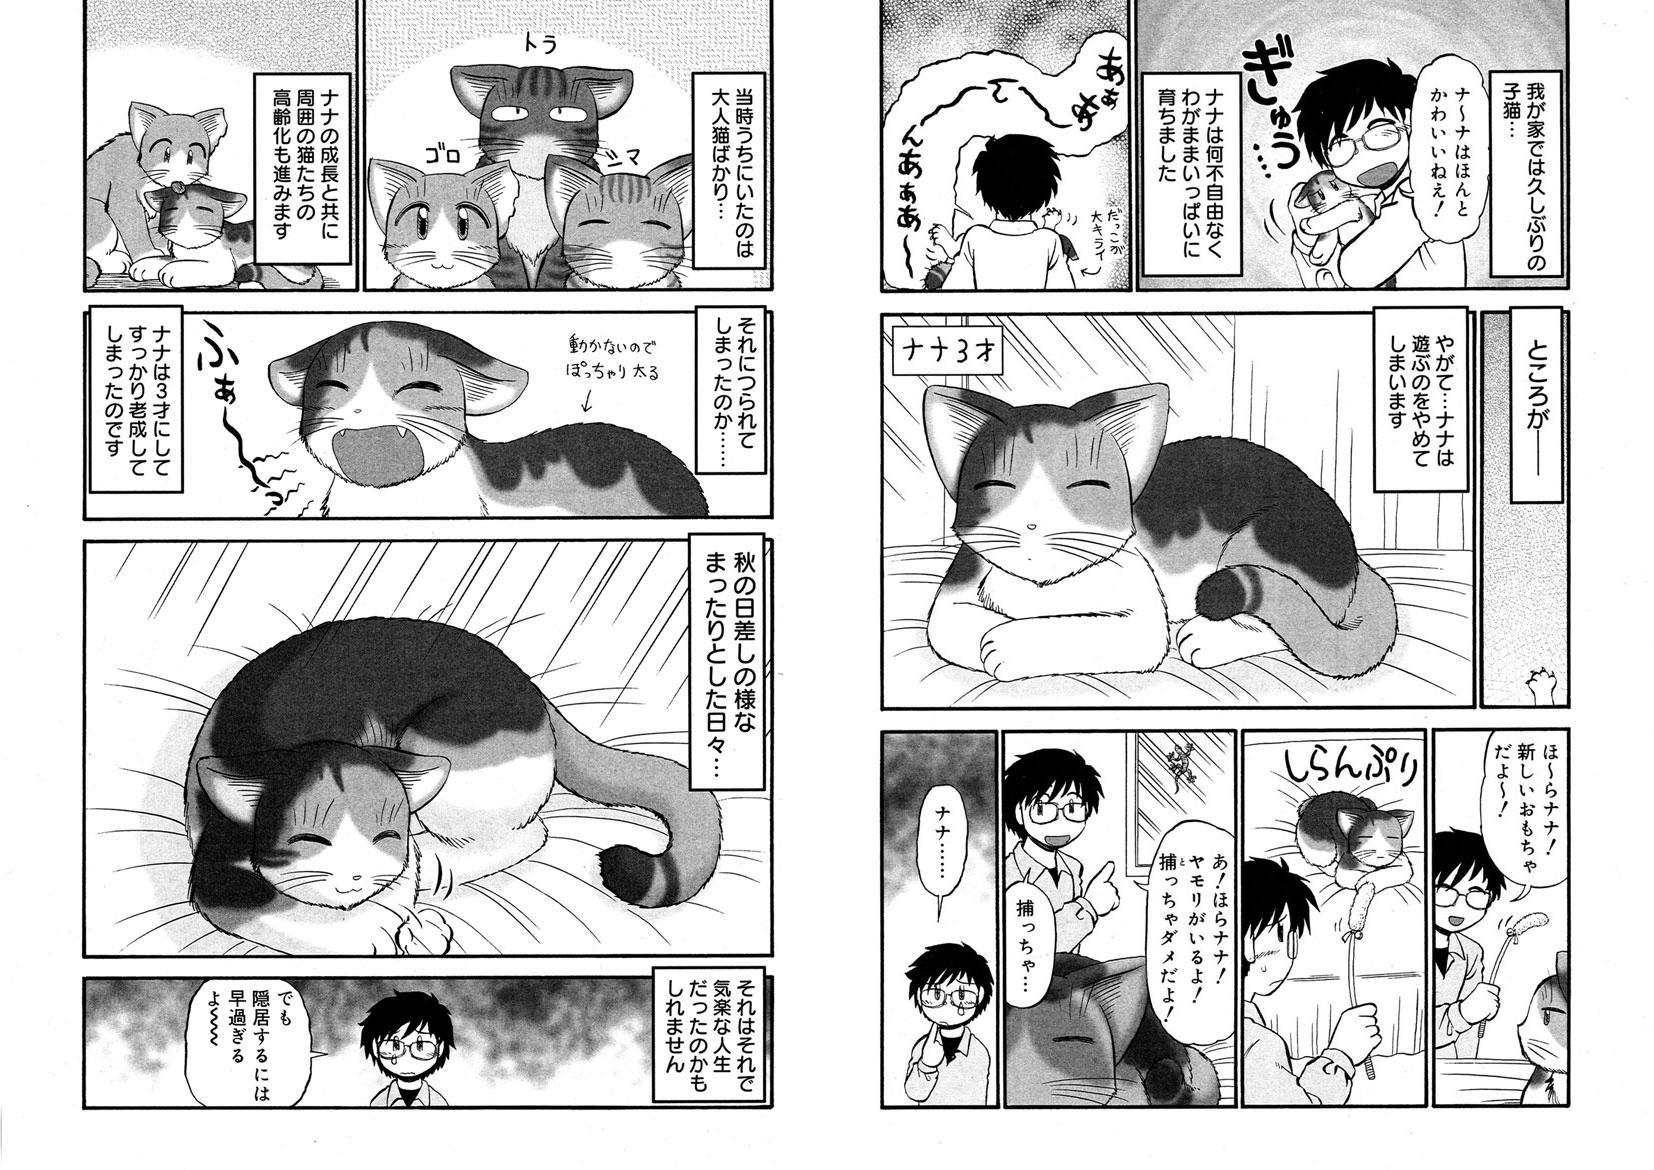 我が家では久しぶりの
子猫…
ナ〜ナはほんと
かわいいねえ！
ぎゅう…
ナナは何不自由なく
わがままいっぱいに
育ちました
ああああ〜て〜んあぁぁあ〜
だっこが
大キライ
ところが――
やがて…ナナは
遊ぶのをやめて
しまいます
ナナ3才
ほ〜らナナ！
新しいおもちゃ
だよ〜！
しらんぷり
あ！ほらナナ！
ヤモリがいるよ！
捕っちゃダメだよ！
と
捕っちゃ…
ナナ……
当時うちにいたのは
大人猫ばかり…
トラ
シマ
ゴロ
ナナの成長と共に
周囲の猫たちの
高齢化も進みます
それにつられて
しまったのか……
動かないので
ぽっちゃり太る
ふぁ〜〜っ
ナナは3才にして
すっかり老成して
しまったのです
秋の日差しの様な
まったりとした日々…
それはそれで
気楽な人生
だったのかも
しれません
でも
隠居するには
早過ぎる
よ〜〜〜